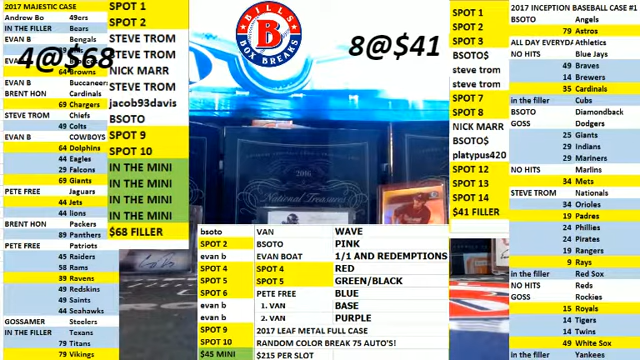 2017 MAJESTIC CASE
Andrew Bo 49ers
IN THE FILLER Bears
EVAN B Bengals
Bills
64 Browns
EVAN B Buccaneers
BRENT HON Cardinals
69 Chargers
STEVE TROM Chiefs
49 Colts
EVAN B COWBOYS
64 Dolphins
44 Eagles
29 Falcons
69 Giants
PETE FREE Jaguars
44 Jets
44 lions
BRENT HON Packers
89 Panthers
PETE FREE Patriots
45 Raiders
58 Rams
39 Ravens
49 Redskins
49 Saints
44 Seahawks
GOSSAMER Steelers
IN THE FILLER Texans
79 Titans
79 Vikings
4@$68
SPOT 1
SPOT 2
STEVE TROM
STEVE TROM
NICK MARR
STEVE TROM
jacob93davis
BSOTO
SPOT 9
SPOT 10
IN THE MINI
IN THE MINI
IN THE MINI
IN THE MINI
$68 FILLER
BILLS
BOX BREAKS
8@$41
2016
National Treasures
bsoto VAN WAVE
SPOT 2 BSOTO PINK
evan b EVAN BOAT 1/1 AND REDEMPTIONS
SPOT 4 SPOT 4 RED
SPOT 5 SPOT 5 GREEN/BLACK
SPOT 6 PETE FREE BLUE
evan b 1. VAN BASE
evan b 2. VAN PURPLE
SPOT 9 2017 LEAF METAL FULL CASE
SPOT 10 RANDOM COLOR BREAK 75 AUTO'S!
$45 MINI $215 PER SLOT
SPOT 1
SPOT 2
SPOT 3
BSOTO$
steve trom
steve trom
SPOT 7
SPOT 8
NICK MARR
BSOTO$
platypus420
SPOT 12
SPOT 13
SPOT 14
$41 FILLER
2017 INCEPTION BASEBALL CASE #1
BSOTO Angels
79 Astros
ALL DAY EVERYDA Athletics
NO HITS Blue Jays
49 Braves
14 Brewers
35 Cardinals
in the filler Cubs
BSOTO Diamondback
GOSS Dodgers
25 Giants
29 Indians
29 Mariners
NO HITS Marlins
34 Mets
STEVE TROM Nationals
34 Orioles
19 Padres
24 Phillies
24 Pirates
19 Rangers
9 Rays
in the filler Red Sox
NO HITS Reds
GOSS Rockies
15 Royals
14 Tigers
14 Twins
49 White Sox
in the filler Yankees